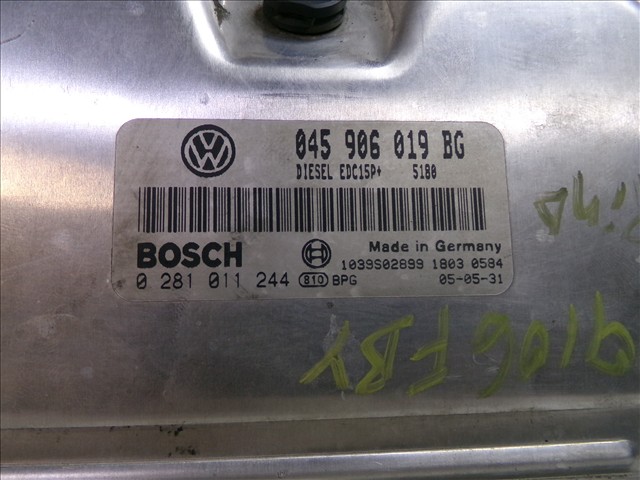 045 906 019 BG
DIESEL EDC15P+ 5180
BOSCH
Made in Germany
1039S02899 1803 0584
0 281 011 244 810 BPG 05-05-31
9106FBY